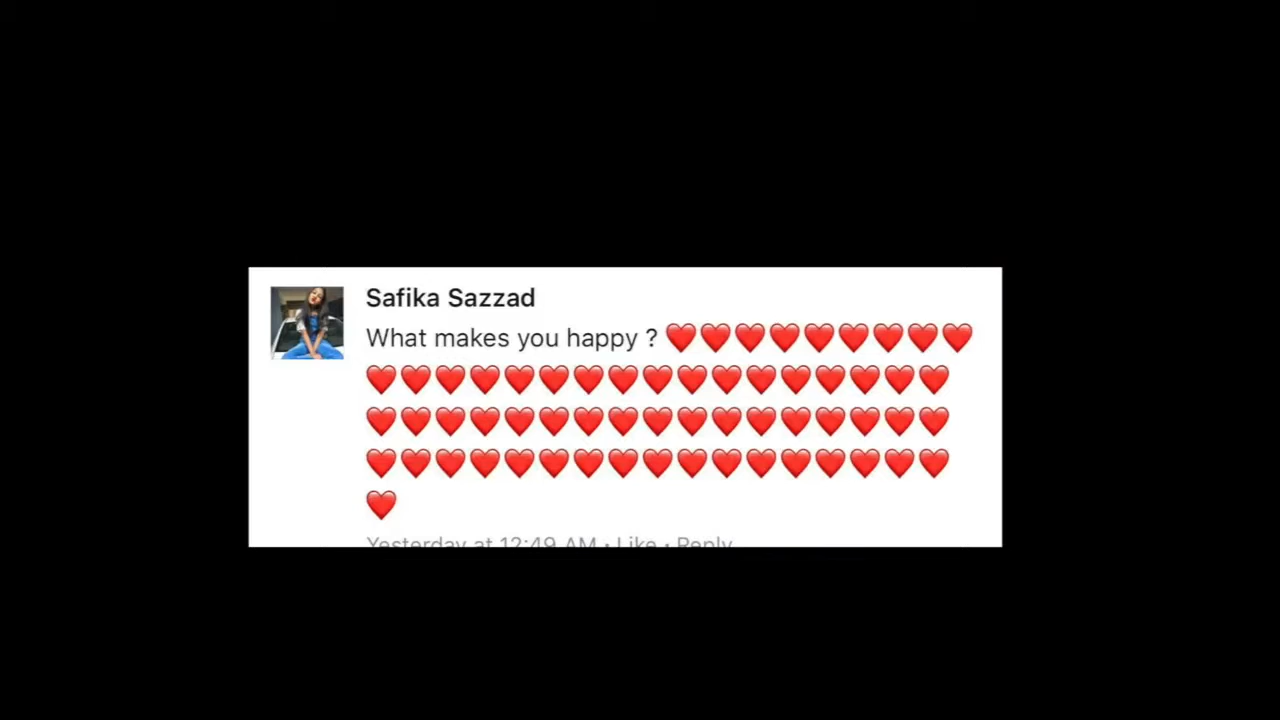 Safika Sazzad
What makes you happy ? ❤️❤️❤️❤️❤️❤️❤️❤️❤️
❤️❤️❤️❤️❤️❤️❤️❤️❤️❤️❤️❤️❤️❤️❤️❤️❤️
❤️❤️❤️❤️❤️❤️❤️❤️❤️❤️❤️❤️❤️❤️❤️❤️❤️
❤️❤️❤️❤️❤️❤️❤️❤️❤️❤️❤️❤️❤️❤️❤️❤️❤️
❤️
Yesterday at 12:49 AM · Like · Reply